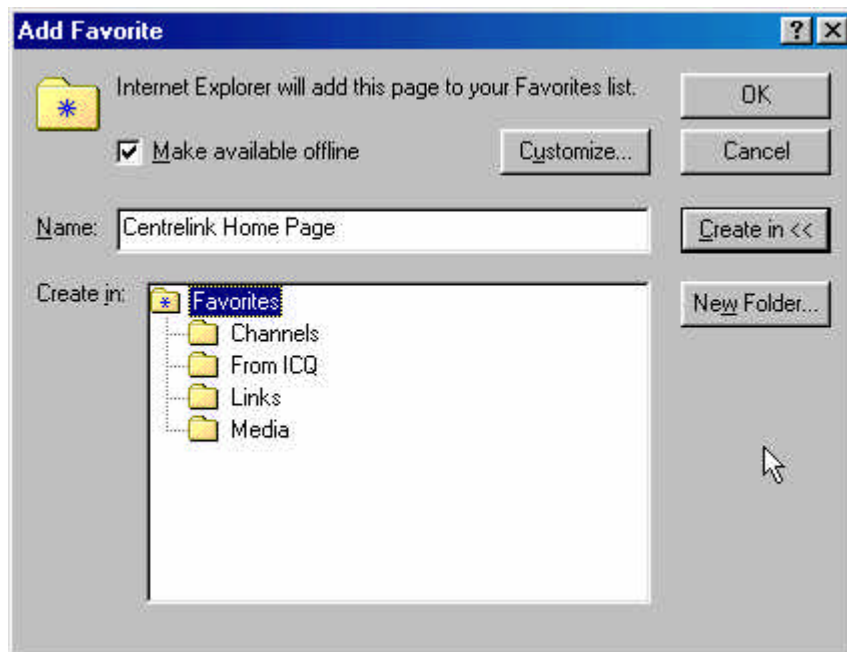 Add Favorite
Internet Explorer will add this page to your Favorites list.
OK
Make available offline
Customize...
Cancel
Name:
Centrelink Home Page
Create in <<
Create in:
Favorites
New Folder...
Channels
From ICQ
Links
Media